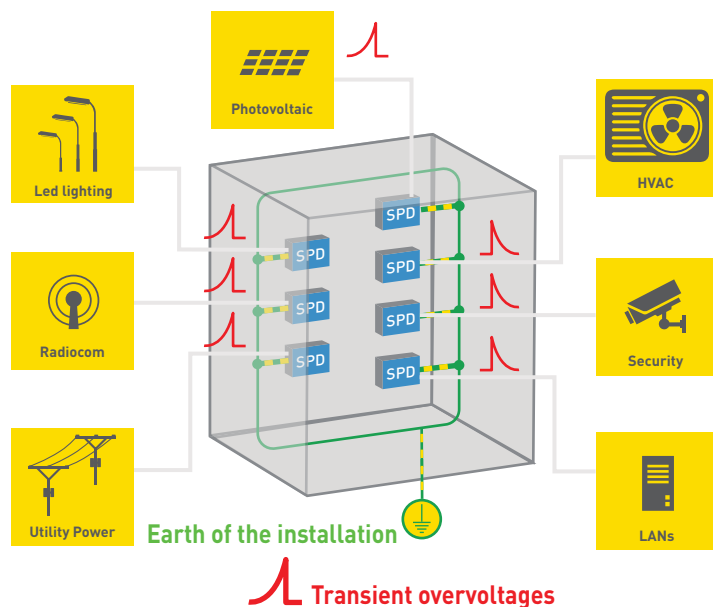 Photovoltaic
Led lighting
HVAC
SPD
SPD
SPD
SPD
SPD
SPD
SPD
Radiocom
Security
Utility Power
LANs
Earth of the installation
Transient overvoltages